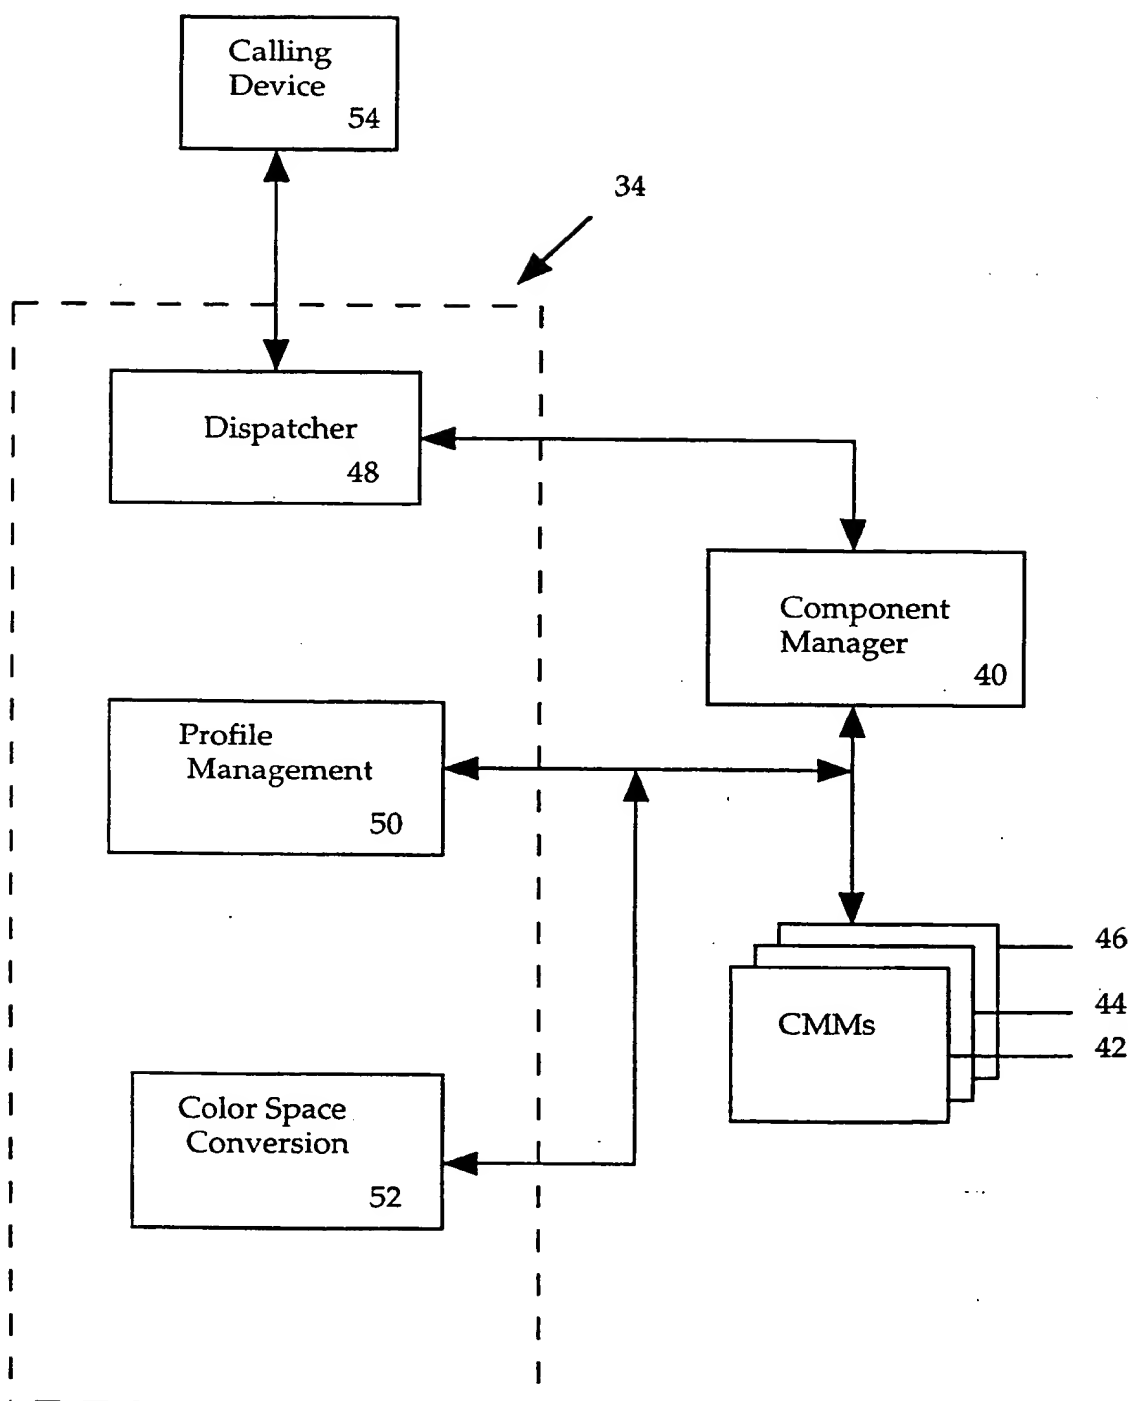 Calling
Device
54
34
Dispatcher
48
Component
Manager
40
Profile
Management
50
46
44
CMMs
42
Color Space
Conversion
52